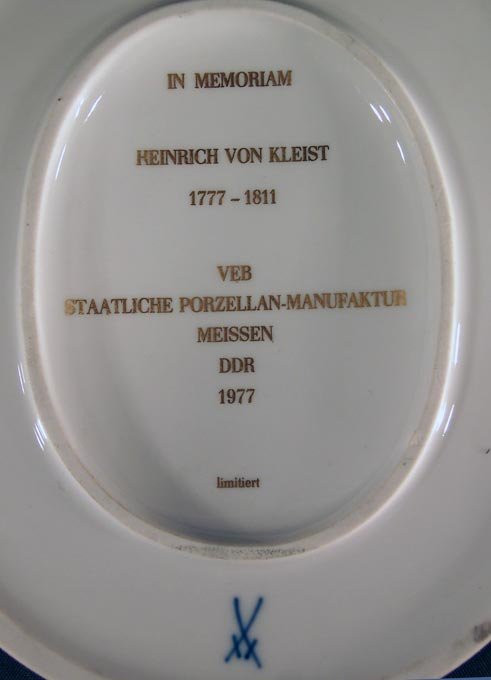 IN MEMORIAM
HEINRICH VON KLEIST
1777 – 1811
VEB
STAATLICHE PORZELLAN-MANUFAKTUR
MEISSEN
DDR
1977
limitiert